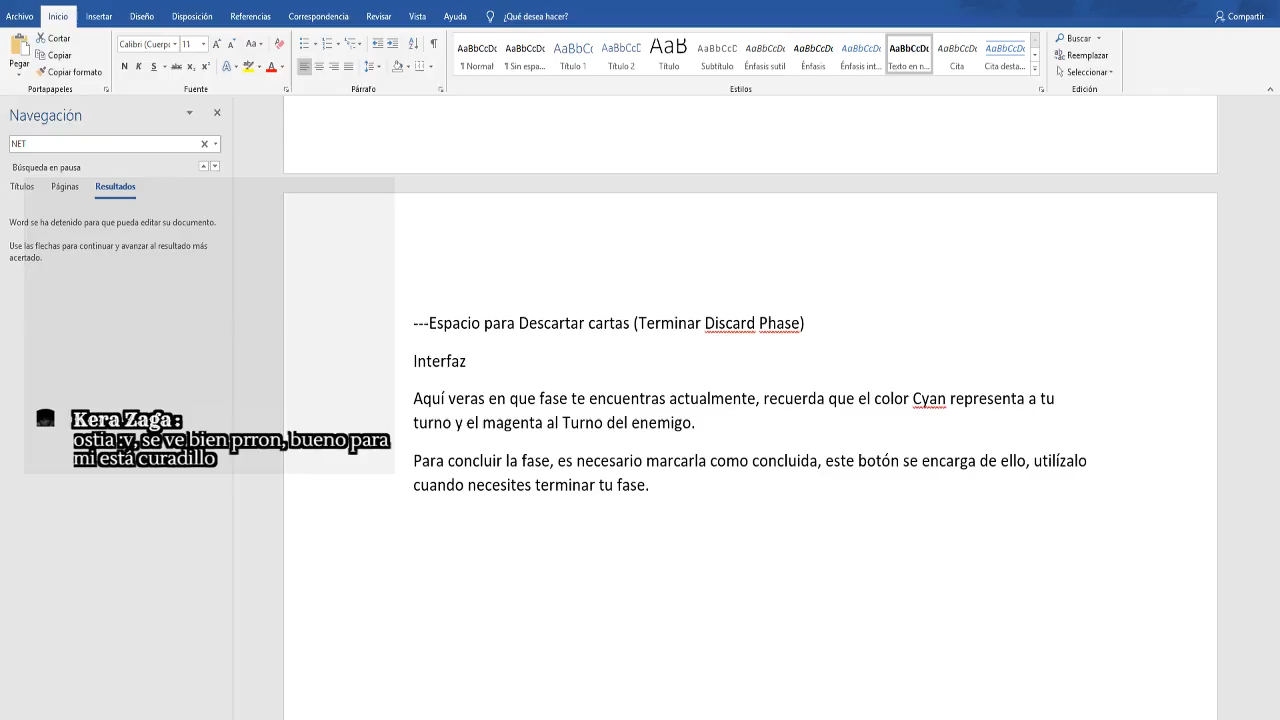 Archivo Inicio Insertar Diseño Disposición Referencias Correspondencia Revisar Vista Ayuda ¿Qué desea hacer? Compartir
Pegar
Cortar
Copiar
Copiar formato
Portapapeles
Calibri (Cuerpo 11
Aa
N K S abc x₂ x² A A
Fuente
Párrafo
AaBbCcDc AaBbCcDc AaBbCc AaBbCcD AaB AaBbCcD AaBbCcDc AaBbCcDc AaBbCcDc AaBbCcDc AaBbCcDc AaBbCcDc
¶ Normal ¶ Sin espa... Título 1 Título 2 Título Subtítulo Énfasis sutil Énfasis Énfasis int... Texto en n... Cita Cita desta...
Estilos
Buscar
Reemplazar
Seleccionar
Edición
Navegación
NET
Búsqueda en pausa
Títulos Páginas Resultados
Word se ha detenido para que pueda editar su documento.
Use las flechas para continuar y avanzar al resultado más
acertado.
---Espacio para Descartar cartas (Terminar Discard Phase)
Interfaz
Aquí veras en que fase te encuentras actualmente, recuerda que el color Cyan representa a tu
turno y el magenta al Turno del enemigo.
Para concluir la fase, es necesario marcarla como concluida, este botón se encarga de ello, utilízalo
cuando necesites terminar tu fase.
Kera Zaga :
ostia :v, se ve bien prron, bueno para
mi está curadillo